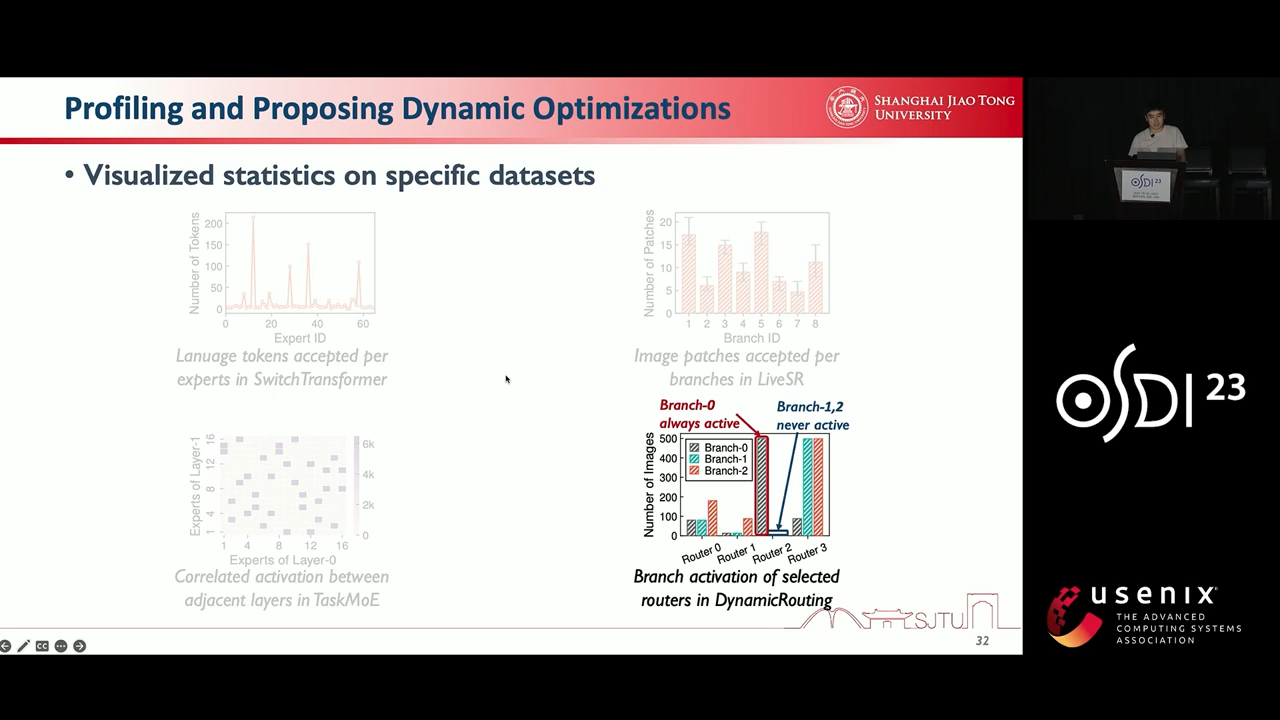 Profiling and Proposing Dynamic Optimizations
SHANGHAI JIAO TONG
UNIVERSITY
• Visualized statistics on specific datasets
Number of Tokens
200
150
100
50
0
0 20 40 60
Expert ID
Lanuage tokens accepted per
experts in SwitchTransformer
Number of Patches
20
15
10
5
0
1 2 3 4 5 6 7 8
Branch ID
Image patches accepted per
branches in LiveSR
Experts of Layer-1
16
12
8
4
1
1 4 8 12 16
Experts of Layer-0
6k
4k
2k
0
Correlated activation between
adjacent layers in TaskMoE
Branch-0
always active
Branch-1,2
never active
Number of Images
500
400
300
200
100
0
Branch-0
Branch-1
Branch-2
Router 0 Router 1 Router 2 Router 3
Branch activation of selected
routers in DynamicRouting
SJTU
32
CC
OSDI 23
OSDI 23
usenix
THE ADVANCED
COMPUTING SYSTEMS
ASSOCIATION